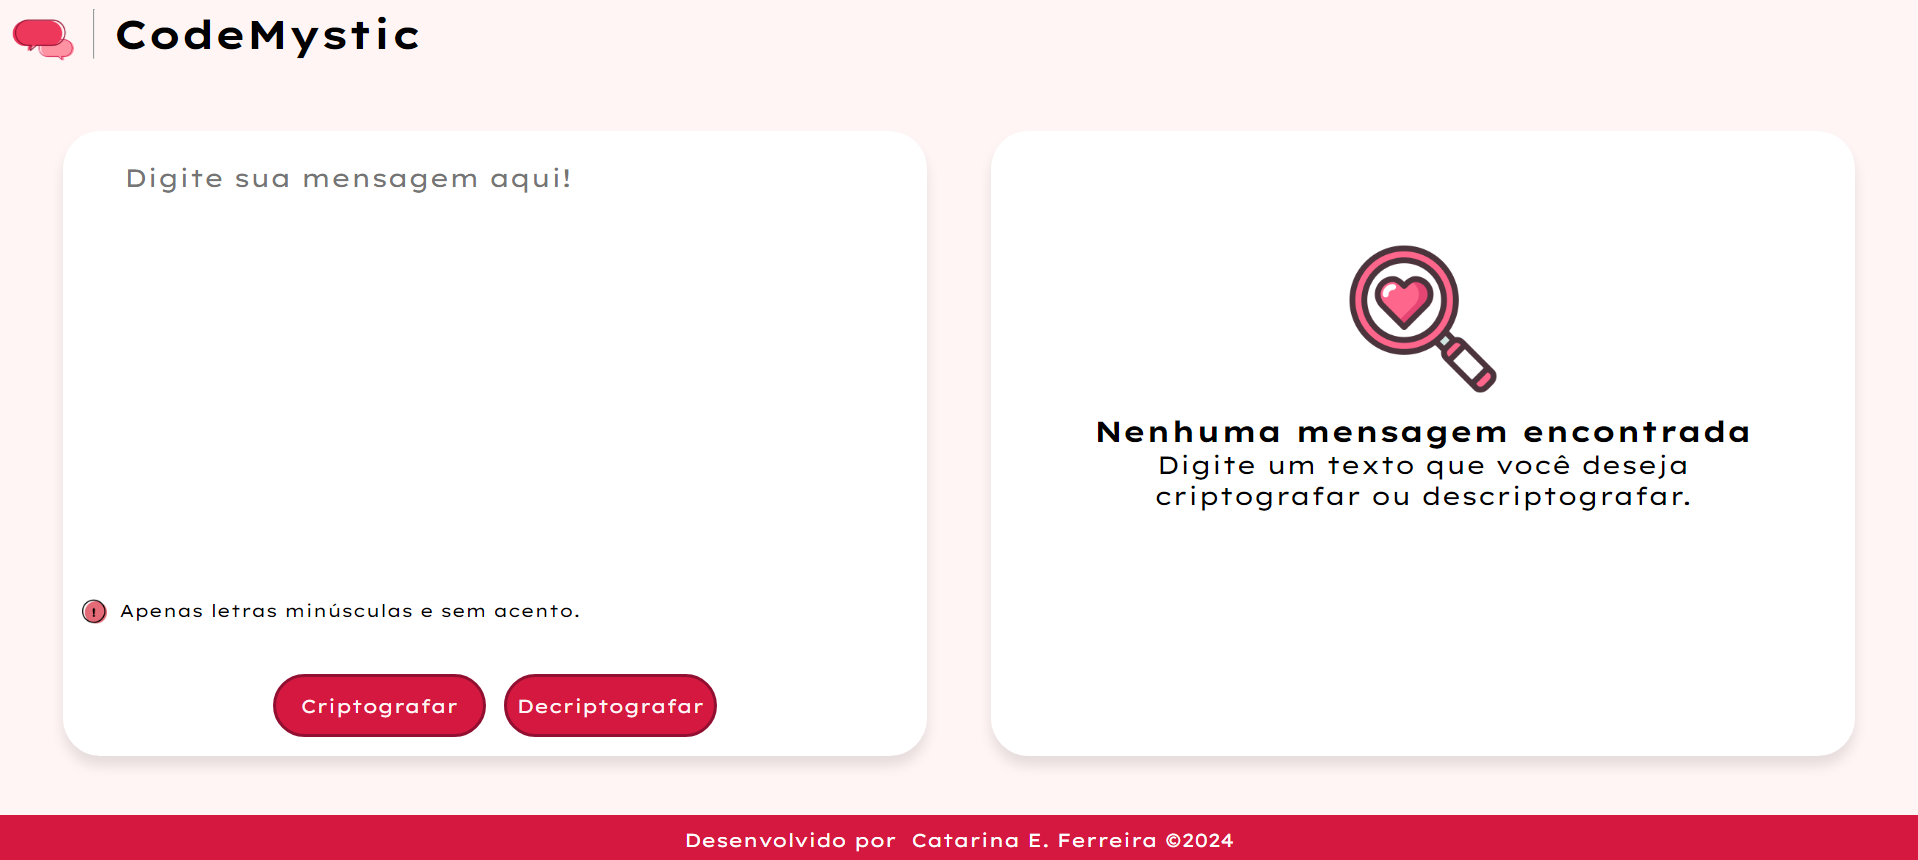 CodeMystic
Digite sua mensagem aqui!
Apenas letras minúsculas e sem acento.
Criptografar
Decriptografar
Nenhuma mensagem encontrada
Digite um texto que você deseja
criptografar ou descriptografar.
Desenvolvido por Catarina E. Ferreira ©2024